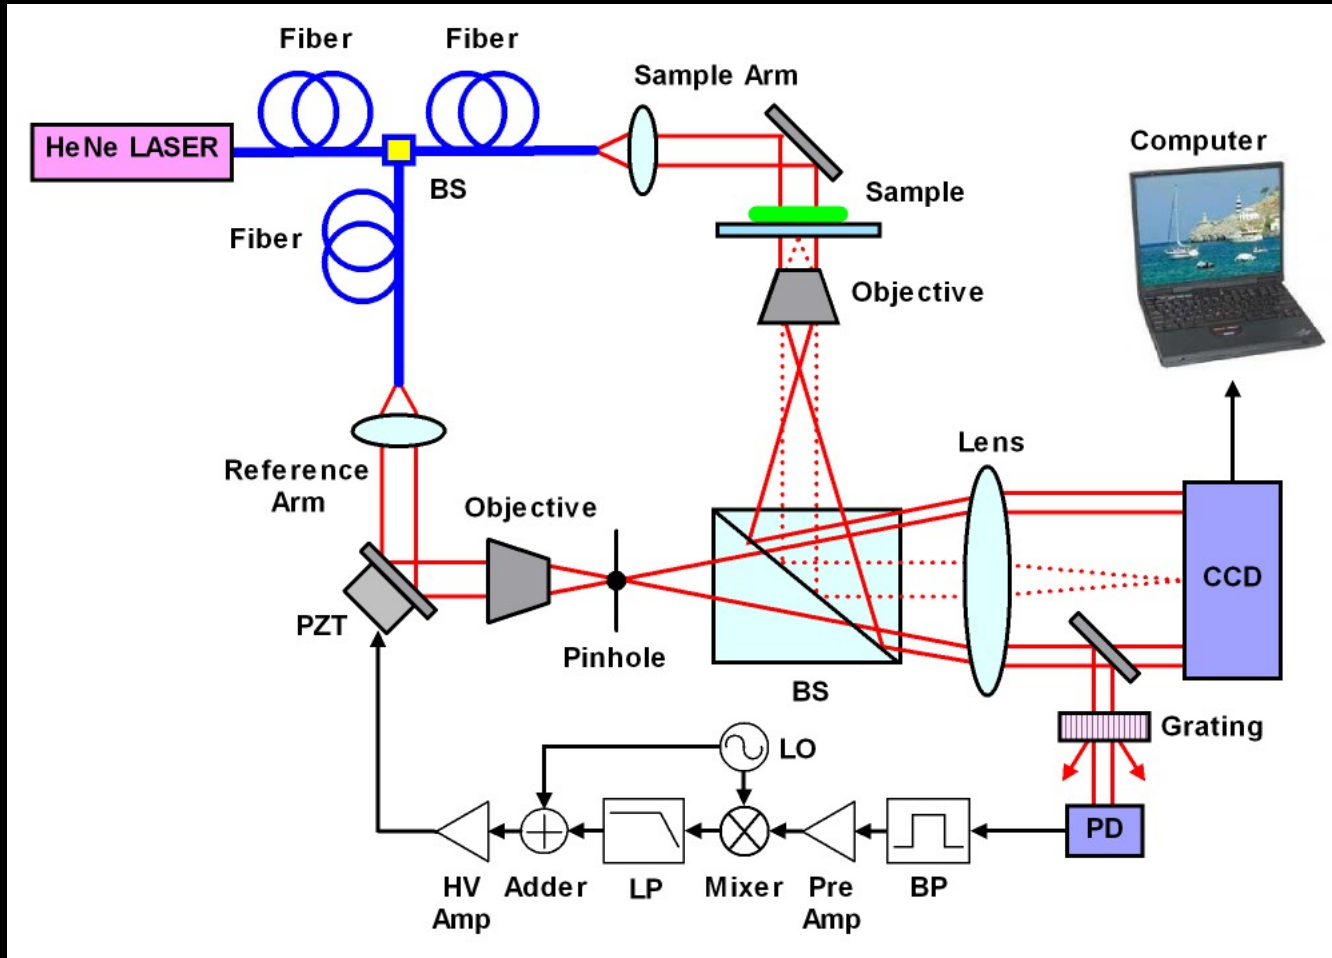 Fiber
Fiber
Sample Arm
HeNe LASER
BS
Computer
Sample
Fiber
Objective
Lens
Reference
Arm
Objective
CCD
PZT
Pinhole
BS
Grating
LO
PD
HV
Amp
Adder
LP
Mixer
Pre
Amp
BP